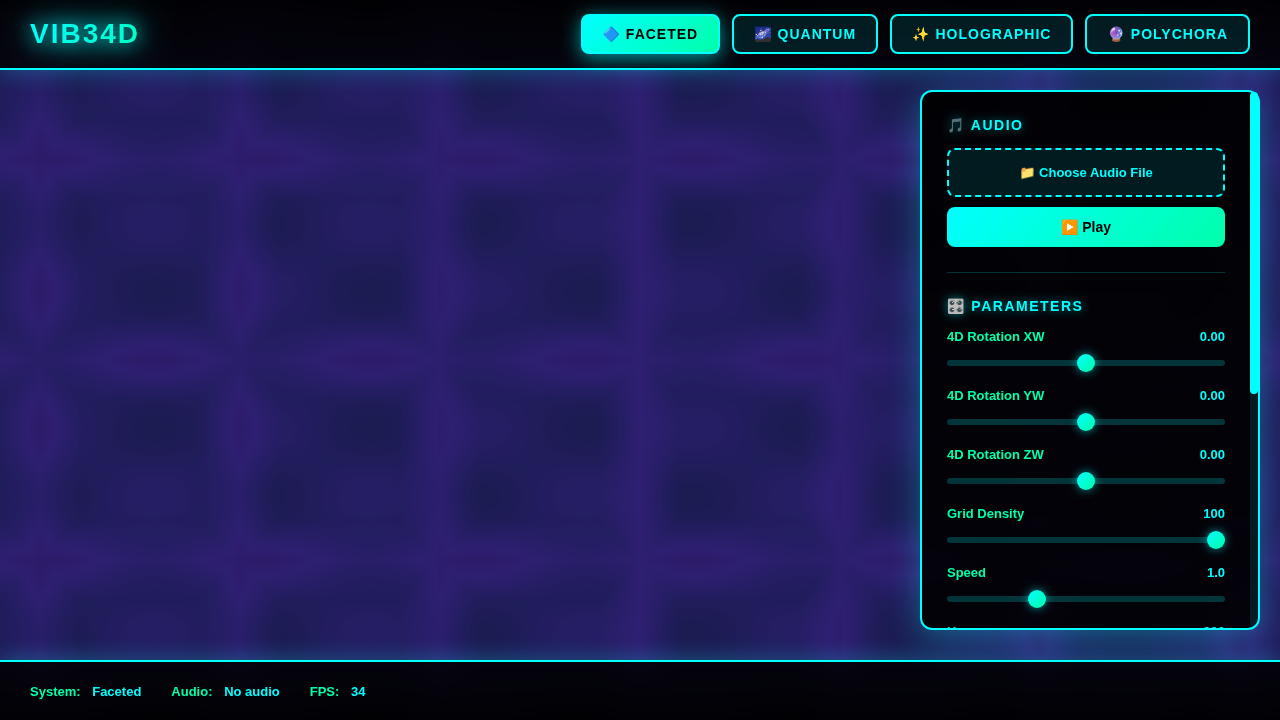 VIB34D
🔷 FACETED
🌌 QUANTUM
✨ HOLOGRAPHIC
🔮 POLYCHORA
🎵 AUDIO
📁 Choose Audio File
▶️ Play
🎛️ PARAMETERS
4D Rotation XW 0.00
4D Rotation YW 0.00
4D Rotation ZW 0.00
Grid Density 100
Speed 1.0
System: Faceted Audio: No audio FPS: 34